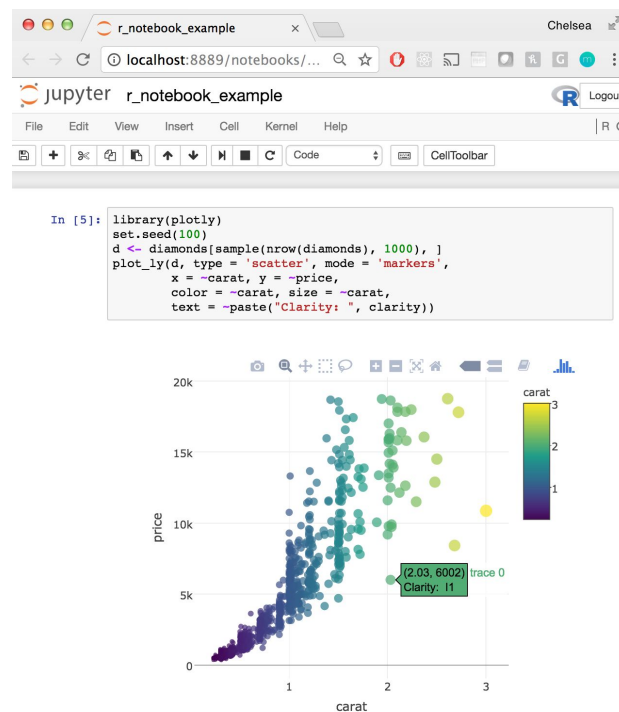 r_notebook_example
Chelsea
localhost:8889/notebooks/...
jupyter r_notebook_example
Logou
File Edit View Insert Cell Kernel Help
R
Code
CellToolbar
In [5]: library(plotly)
set.seed(100)
d <- diamonds[sample(nrow(diamonds), 1000), ]
plot_ly(d, type = 'scatter', mode = 'markers',
x = ~carat, y = ~price,
color = ~carat, size = ~carat,
text = ~paste("Clarity: ", clarity))
carat
3
2
1
20k
15k
10k
5k
0
price
(2.03, 6002) trace 0
Clarity: I1
1 2 3
carat